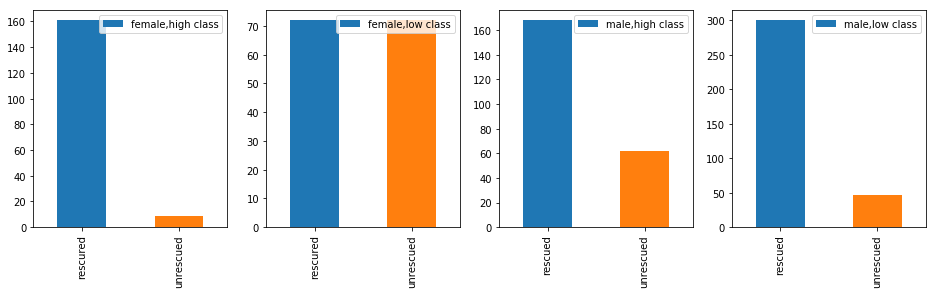 female,high class
160
140
120
100
80
60
40
20
0
rescured
unrescued
female,low class
70
60
50
40
30
20
10
0
rescured
unrescued
male,high class
160
140
120
100
80
60
40
20
0
rescued
unrescued
male,low class
300
250
200
150
100
50
0
rescued
unrescued